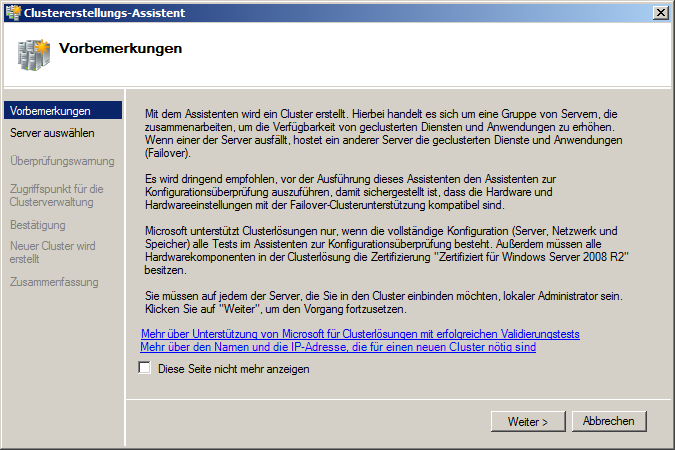 Clustererstellungs-Assistent
Vorbemerkungen
Vorbemerkungen
Server auswählen
Überprüfungswarnung
Zugriffspunkt für die
Clusterverwaltung
Bestätigung
Neuer Cluster wird
erstellt
Zusammenfassung
Mit dem Assistenten wird ein Cluster erstellt. Hierbei handelt es sich um eine Gruppe von Servern, die
zusammenarbeiten, um die Verfügbarkeit von geclusterten Diensten und Anwendungen zu erhöhen.
Wenn einer der Server ausfällt, hostet ein anderer Server die geclusterten Dienste und Anwendungen
(Failover).
Es wird dringend empfohlen, vor der Ausführung dieses Assistenten den Assistenten zur
Konfigurationsüberprüfung auszuführen, damit sichergestellt ist, dass die Hardware und
Hardwareeinstellungen mit der Failover-Clusterunterstützung kompatibel sind.
Microsoft unterstützt Clusterlösungen nur, wenn die vollständige Konfiguration (Server, Netzwerk und
Speicher) alle Tests im Assistenten zur Konfigurationsüberprüfung besteht. Außerdem müssen alle
Hardwarekomponenten in der Clusterlösung die Zertifizierung "Zertifiziert für Windows Server 2008 R2"
besitzen.
Sie müssen auf jedem der Server, die Sie in den Cluster einbinden möchten, lokaler Administrator sein.
Klicken Sie auf "Weiter", um den Vorgang fortzusetzen.
Mehr über Unterstützung von Microsoft für Clusterlösungen mit erfolgreichen Validierungstests
Mehr über den Namen und die IP-Adresse, die für einen neuen Cluster nötig sind
Diese Seite nicht mehr anzeigen
Weiter >
Abbrechen